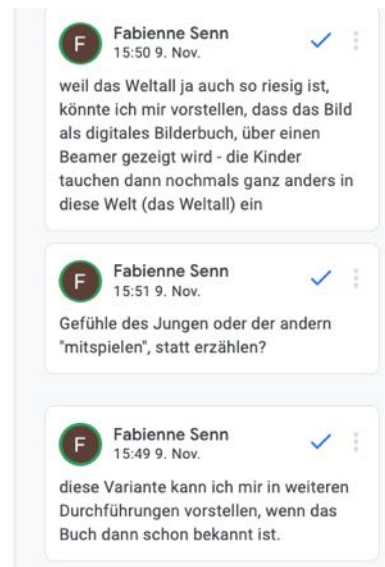 F
Fabienne Senn
15:50 9. Nov.
weil das Weltall ja auch so riesig ist,
könnte ich mir vorstellen, dass das Bild
als digitales Bilderbuch, über einen
Beamer gezeigt wird - die Kinder
tauchen dann nochmals ganz anders in
diese Welt (das Weltall) ein
F
Fabienne Senn
15:51 9. Nov.
Gefühle des Jungen oder der andern
"mitspielen", statt erzählen?
F
Fabienne Senn
15:49 9. Nov.
diese Variante kann ich mir in weiteren
Durchführungen vorstellen, wenn das
Buch dann schon bekannt ist.